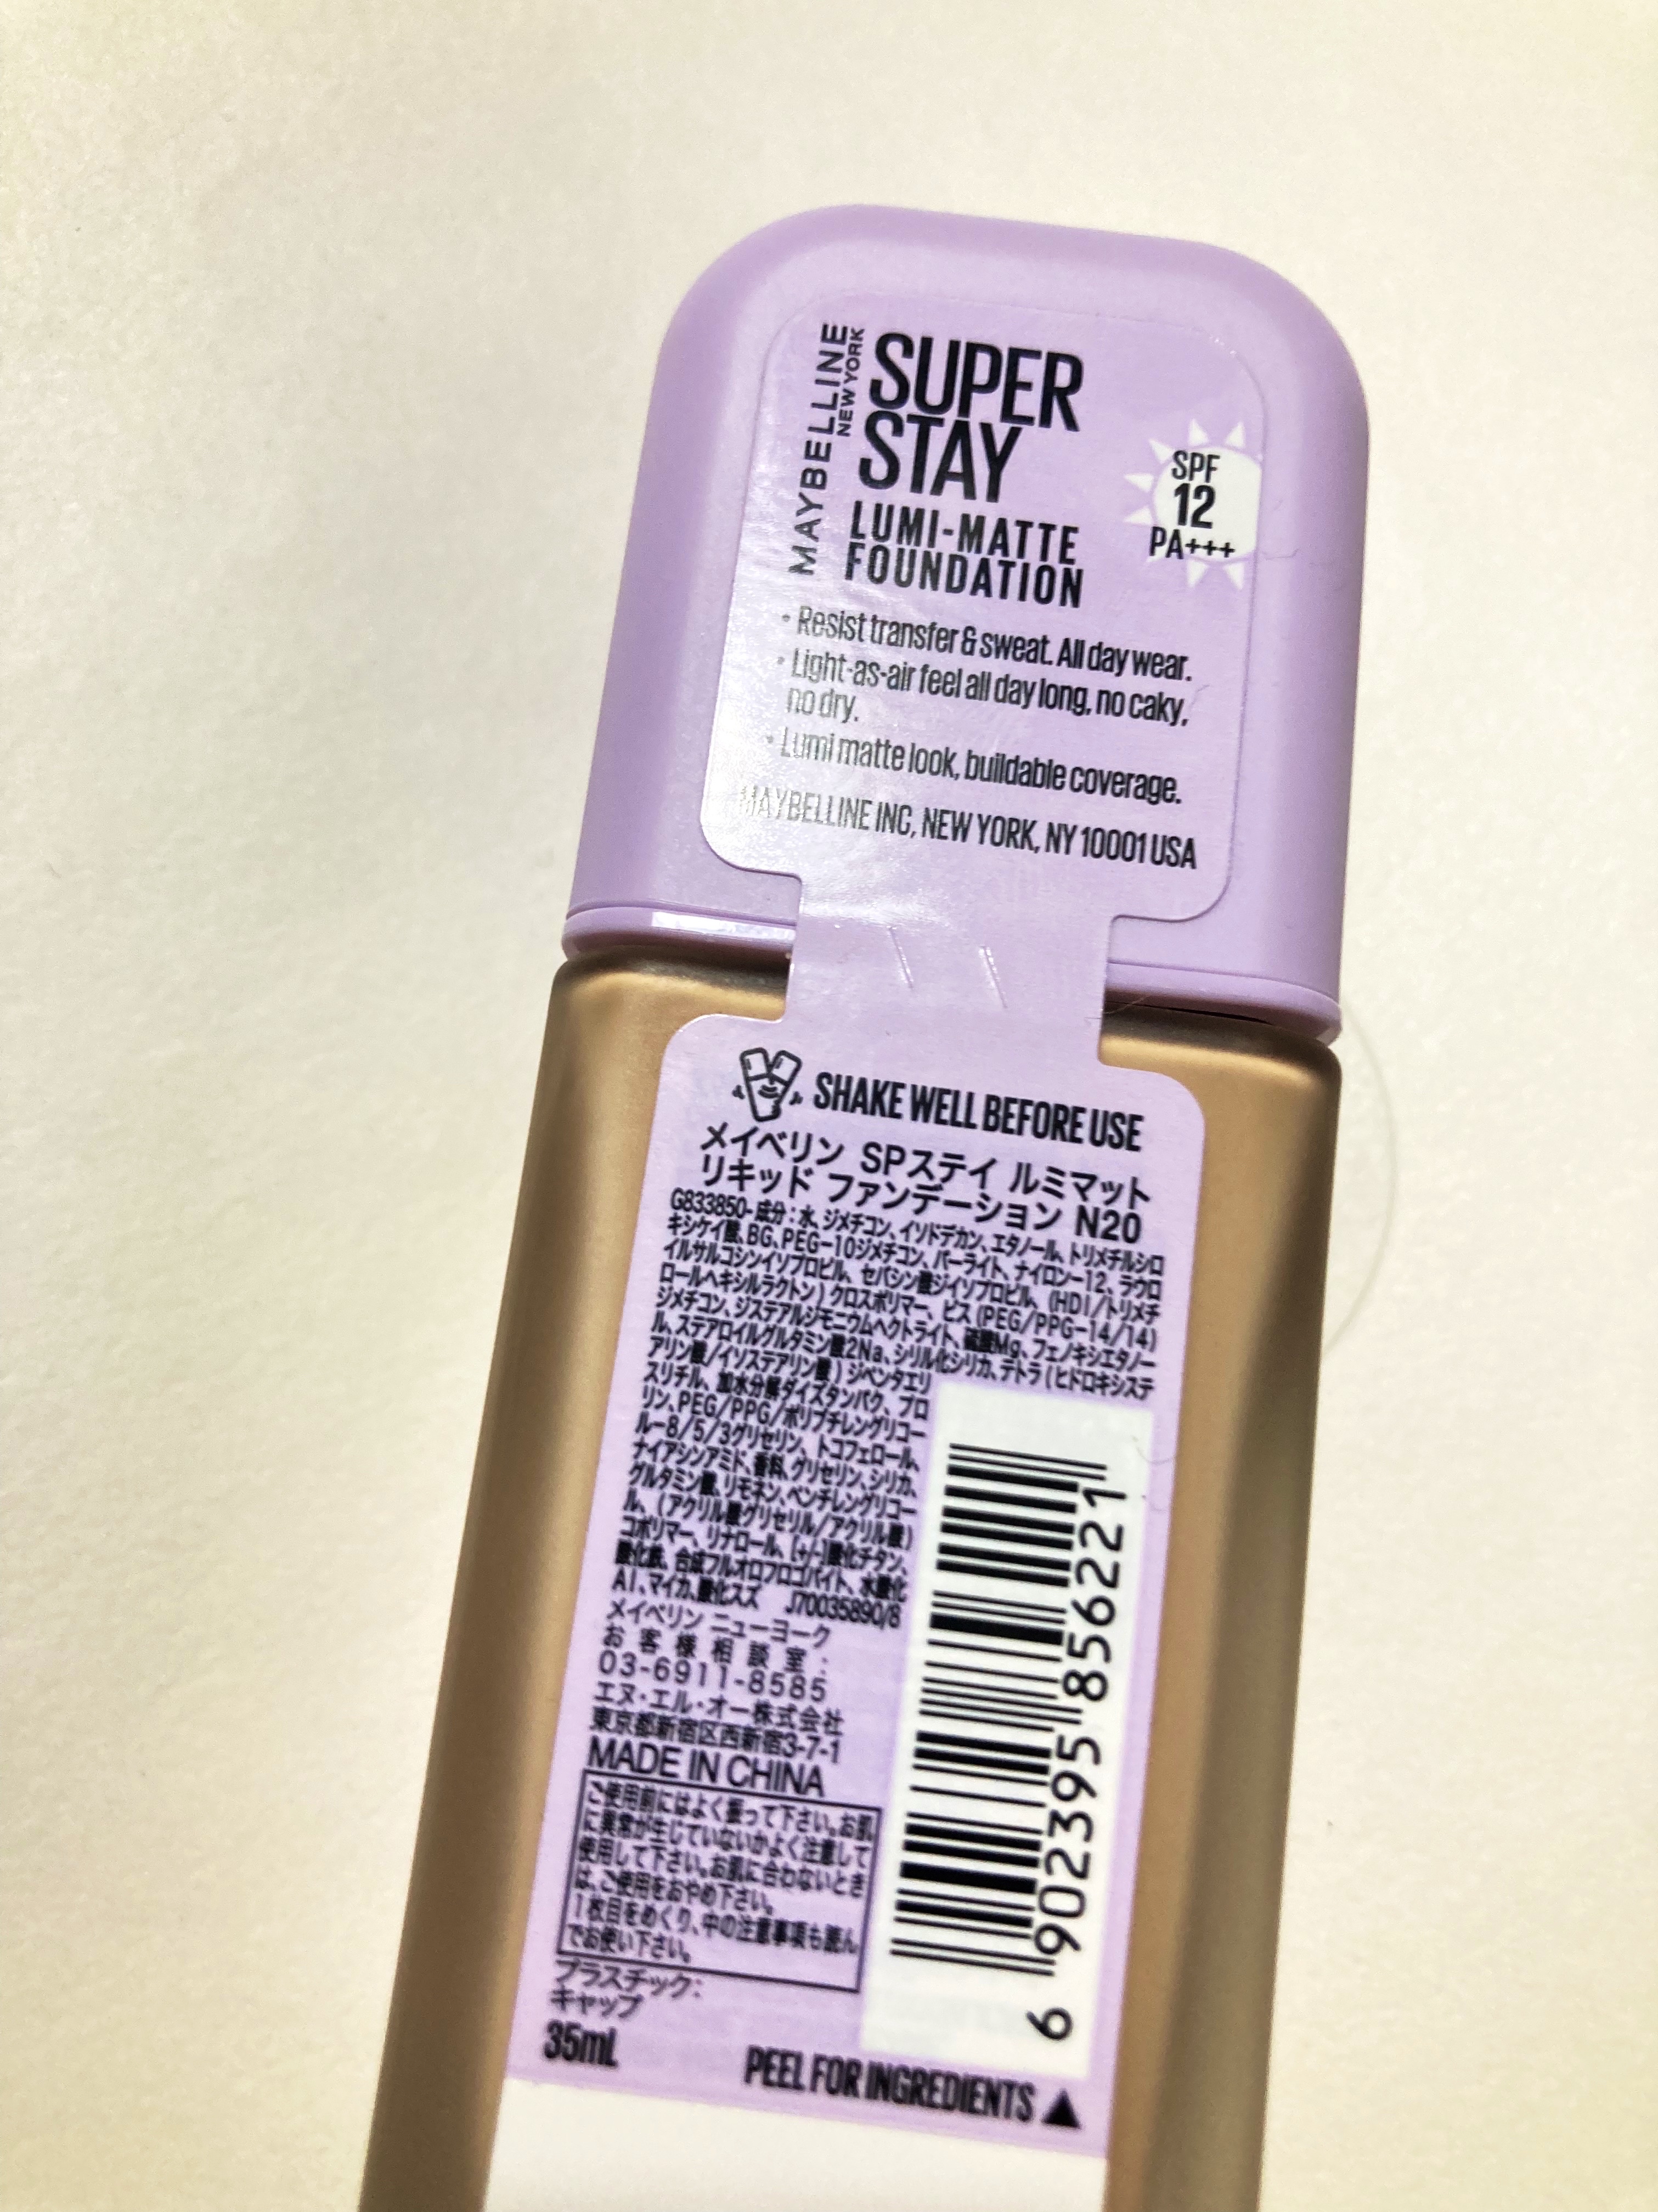 MAYBELLINE
NEW YORK
SUPER
STAY
LUMI-MATTE
FOUNDATION
SPF
12
PA+++
• Resist transfer & sweat. All day wear.
• Light-as-air feel all day long, no caky,
no dry.
• Lumi matte look, buildable coverage.
MAYBELLINE INC, NEW YORK, NY 10001 USA
SHAKE WELL BEFORE USE
メイベリン SPステイ ルミマット
リキッド ファンデーション N20
G833850-成分:水、ジメチコン、イソドデカン、エタノール、トリメチルシロ
キシケイ酸、BG、PEG-10ジメチコン、パーライト、ナイロン-12、ラウロ
イルサルコシンイソプロピル、セバシン酸ジイソプロピル、(HDI/トリメチ
ロールヘキシルラクトン)クロスポリマー、ビス(PEG/PPG-14/14)
ジメチコン、ジステアルジモニウムヘクトライト、硫酸Mg、フェノキシエタノー
ル、ステアロイルグルタミン酸2Na、シリル化シリカ、テトラ(ヒドロキシステ
アリン酸/イソステアリン酸)ジペンタエリ
スリチル、加水分解ダイズタンパク、プロ
リン、PEG/PPG/ポリブチレングリコー
ル-8/5/3グリセリン、トコフェロール、
ナイアシンアミド、香料、グリセリン、シリカ、
グルタミン酸、リモネン、ペンチレングリコー
ル、(アクリル酸グリセリル/アクリル酸)
コポリマー、リナロール、[+/-]酸化チタン、
酸化鉄、合成フルオロフロゴパイト、水酸化
Al、マイカ、酸化スズ J70035890/8
メイベリン ニューヨーク
お客様相談室:
03-6911-8585
エヌ・エル・オー株式会社
東京都新宿区西新宿3-7-1
MADE IN CHINA
ご使用前にはよく振って下さい。お肌
に異常が生じていないかよく注意して
使用して下さい。お肌に合わないとき
は、ご使用をおやめ下さい。
1枚目をめくり、中の注意事項も読ん
でお使い下さい。
プラスチック:
キャップ
35mL
6 902395 856221
PEEL FOR INGREDIENTS ▲